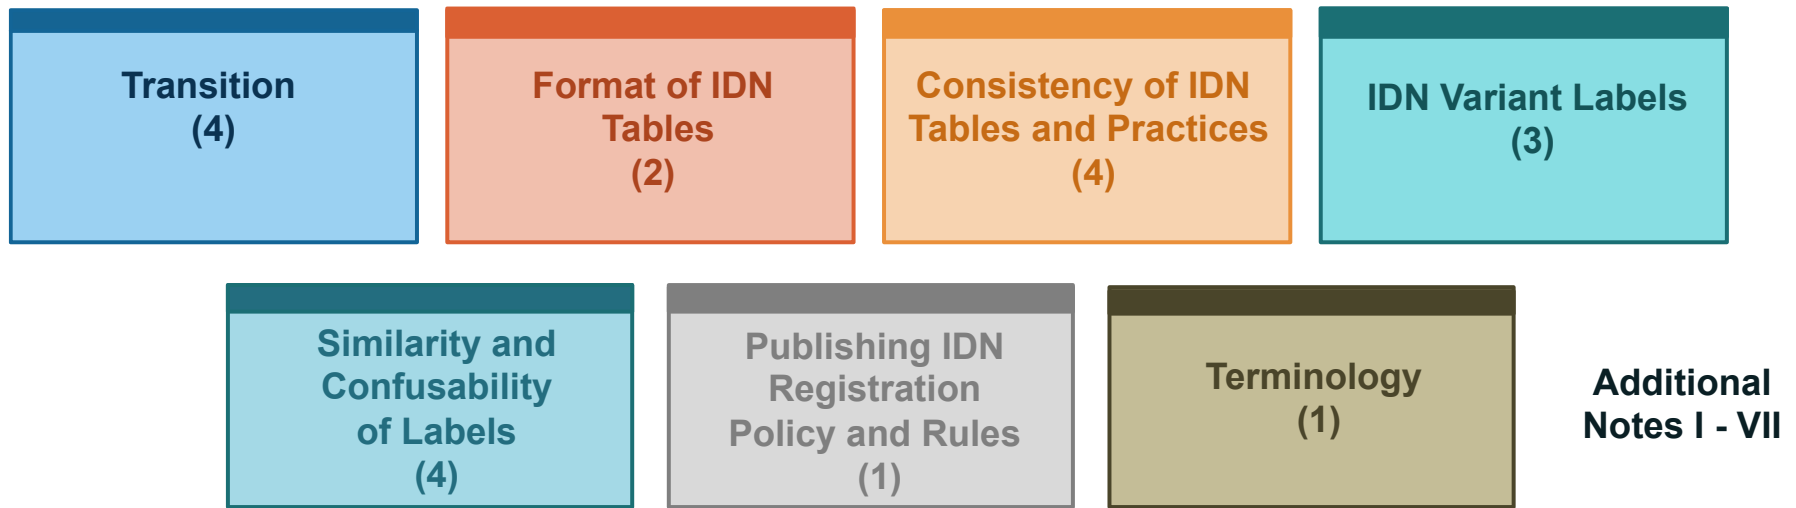 Transition
(4)
Format of IDN
Tables
(2)
Consistency of IDN
Tables and Practices
(4)
IDN Variant Labels
(3)
Similarity and
Confusability
of Labels
(4)
Publishing IDN
Registration
Policy and Rules
(1)
Terminology
(1)
Additional
Notes I - VII